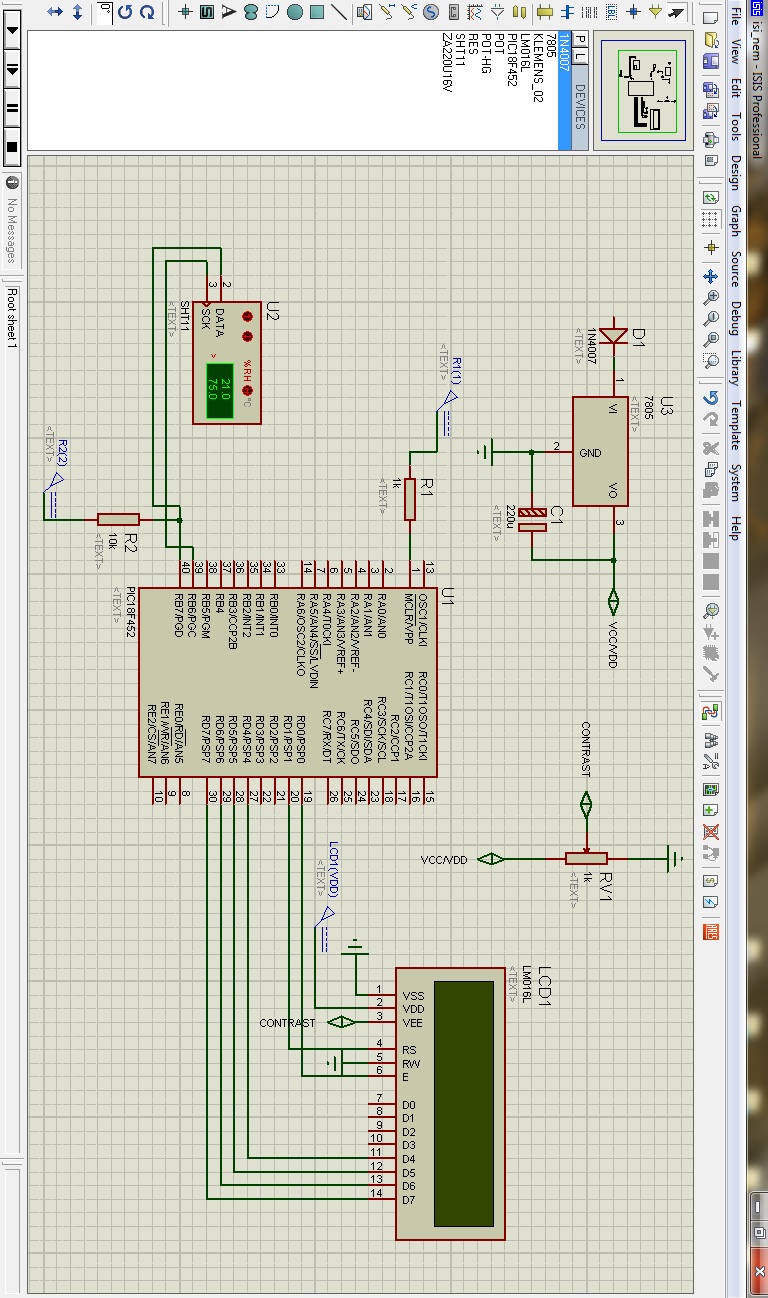 isi_nem - ISIS Professional
File View Edit Tools Design Graph Source Debug Library Template System Help
P L DEVICES
1N4007
7805
KLEMENS_02
LM016L
PIC18F452
POT
POT-HG
RES
SHT11
ZA220U16V
0°
D1
1N4007
<TEXT>
U3
7805
<TEXT>
1
VI
VO
3
GND
2
C1
220u
<TEXT>
VCC/VDD
CONTRAST
RV1
1k
<TEXT>
VCC/VDD
LCD1
LM016L
<TEXT>
VSS
VDD
VEE
RS
RW
E
D0
D1
D2
D3
D4
D5
D6
D7
1
2
3
4
5
6
7
8
9
10
11
12
13
14
LCD1(VDD)
<TEXT>
CONTRAST
R1(1)
<TEXT>
R1
1k
<TEXT>
U2
SHT11
<TEXT>
2
3
DATA
SCK
>
%RH
°C
21.0
75.0
R2(2)
<TEXT>
R2
10k
<TEXT>
U1
13 OSC1/CLKI
1 MCLR/VPP
2 RA0/AN0
3 RA1/AN1
4 RA2/AN2/VREF-
5 RA3/AN3/VREF+
6 RA4/T0CKI
7 RA5/AN4/SS/LVDIN
14 RA6/OSC2/CLKO
33 RB0/INT0
34 RB1/INT1
35 RB2/INT2
36 RB3/CCP2B
37 RB4
38 RB5/PGM
39 RB6/PGC
40 RB7/PGD
RC0/T1OSO/T1CKI 15
RC1/T1OSI/CCP2A 16
RC2/CCP1 17
RC3/SCK/SCL 18
RC4/SDI/SDA 23
RC5/SDO 24
RC6/TX/CK 25
RC7/RX/DT 26
RD0/PSP0 19
RD1/PSP1 20
RD2/PSP2 21
RD3/PSP3 22
RD4/PSP4 27
RD5/PSP5 28
RD6/PSP6 29
RD7/PSP7 30
RE0/RD/AN5 8
RE1/WR/AN6 9
RE2/CS/AN7 10
PIC18F452
<TEXT>
No Messages
Root sheet 1